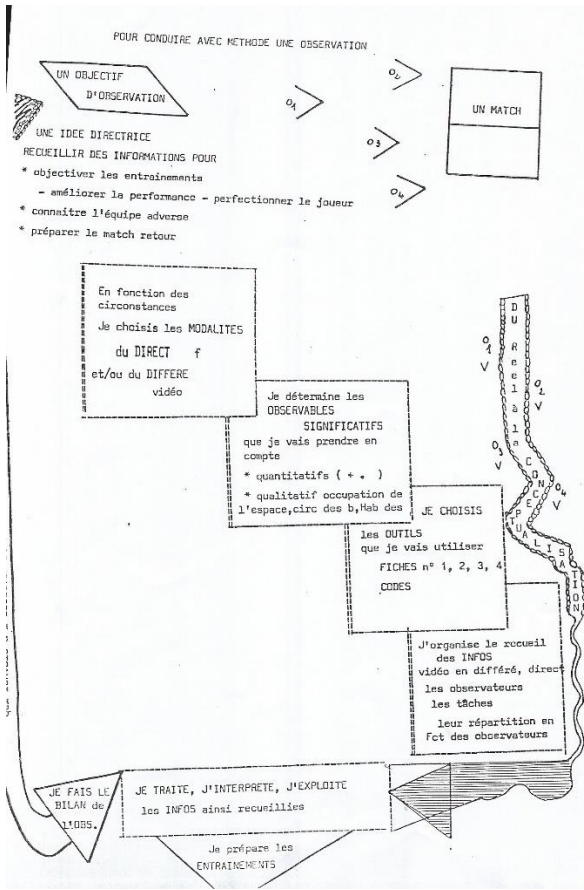 POUR CONDUIRE AVEC METHODE UNE OBSERVATION
UN OBJECTIF
D'OBSERVATION
O1
O2
O3
O4
UN MATCH
UNE IDEE DIRECTRICE
RECUEILLIR DES INFORMATIONS POUR
* objectiver les entrainements
- améliorer la performance - perfectionner le joueur
* connaitre l'équipe adverse
* préparer le match retour
En fonction des
circonstances
Je choisis les MODALITES
du DIRECT f
et/ou du DIFFERE
vidéo
Je détermine les
OBSERVABLES
SIGNIFICATIFS
que je vais prendre en
compte
* quantitatifs ( + . )
* qualitatif occupation de
l'espace,circ des b,Hab des
JE CHOISIS
les OUTILS
que je vais utiliser
FICHES n° 1, 2, 3, 4
CODES
J'organise le recueil
des INFOS
vidéo en différé, direct
les observateurs
les tâches
leur répartition en
Fct des observateurs
DU Reel à la CONCEPTUALISATION
O1
O2
O3
O4
JE FAIS LE
BILAN de
L'OBS.
JE TRAITE, J'INTERPRETE, J'EXPLOITE
les INFOS ainsi recueillies
Je prépare les
ENTRAINEMENTS